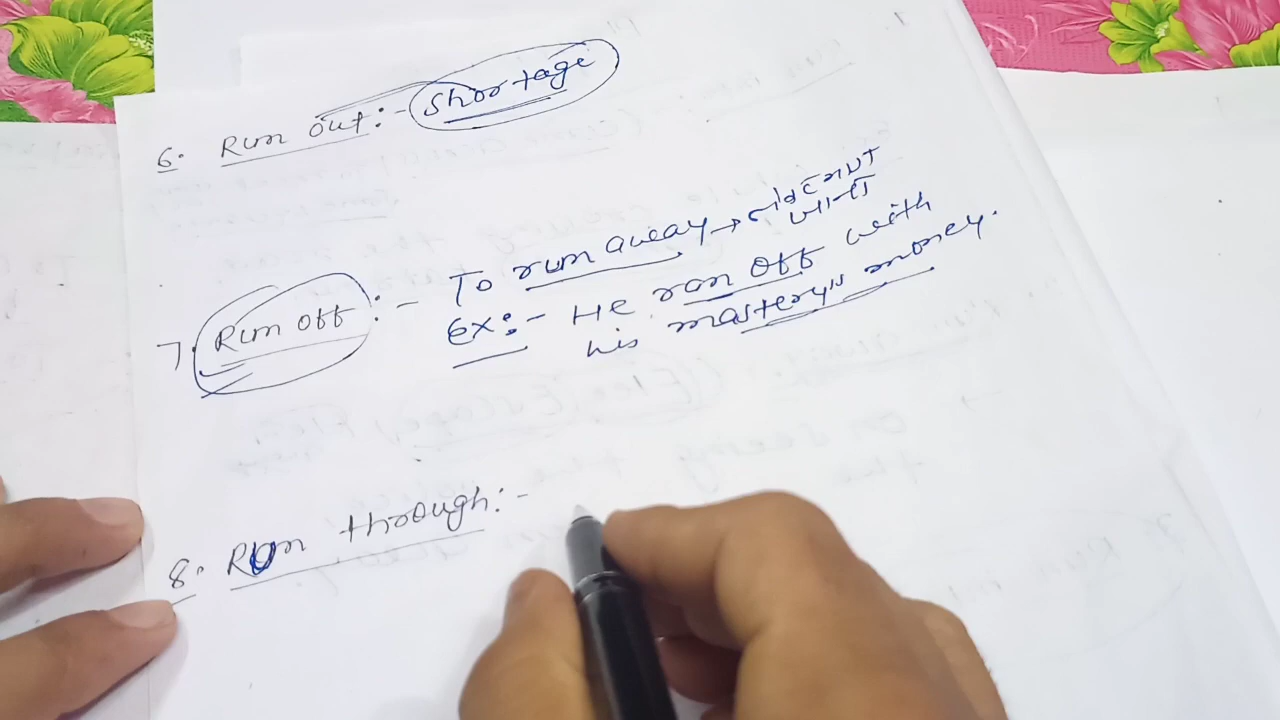 6. Run out:- shortage
7. Run Off:- To run away →
Ex:- He ran off with
his mastery's money.
8. Run through:-